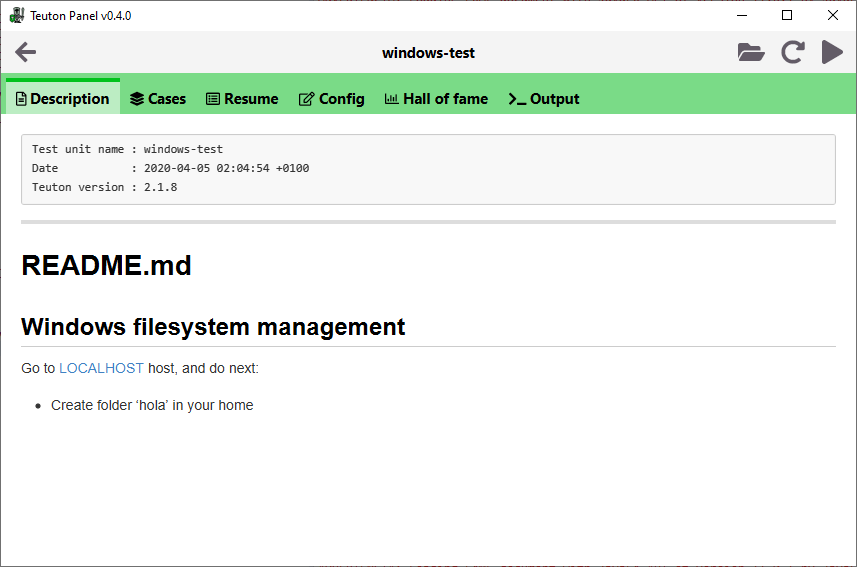 Teuton Panel v0.4.0
windows-test
Description Cases Resume Config Hall of fame Output
Test unit name : windows-test
Date           : 2020-04-05 02:04:54 +0100
Teuton version : 2.1.8
README.md
Windows filesystem management
Go to LOCALHOST host, and do next:
• Create folder ‘hola’ in your home